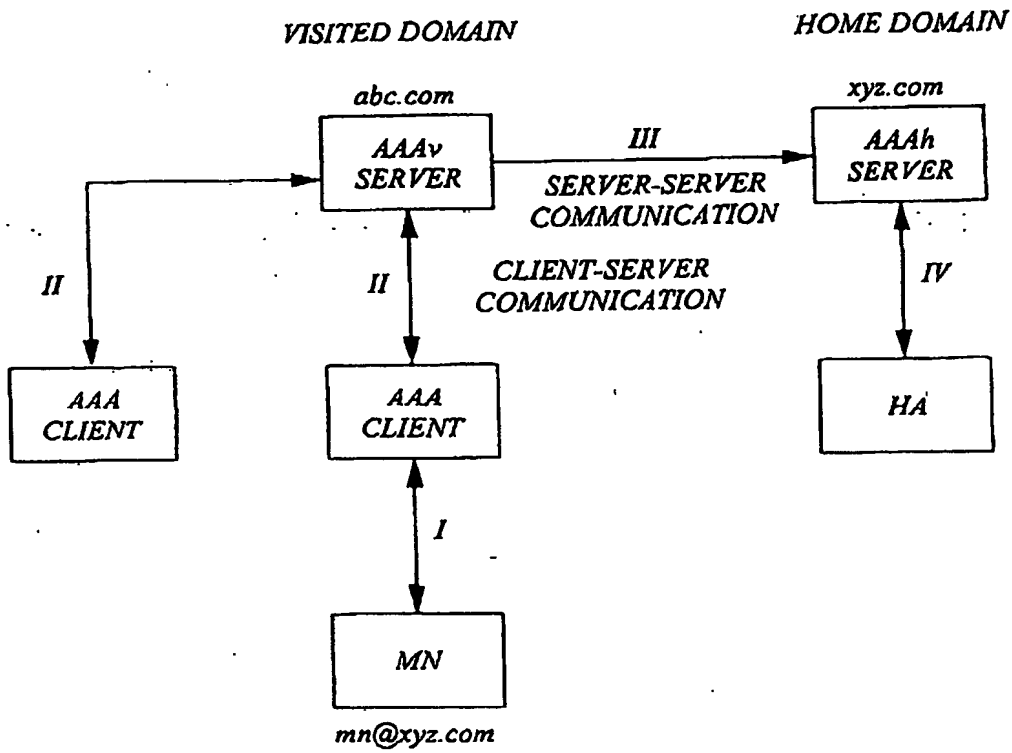 VISITED DOMAIN
HOME DOMAIN
abc.com
xyz.com
AAAv
SERVER
III
AAAh
SERVER
SERVER-SERVER
COMMUNICATION
II
II
CLIENT-SERVER
COMMUNICATION
IV
AAA
CLIENT
AAA
CLIENT
HA
I
MN
mn@xyz.com